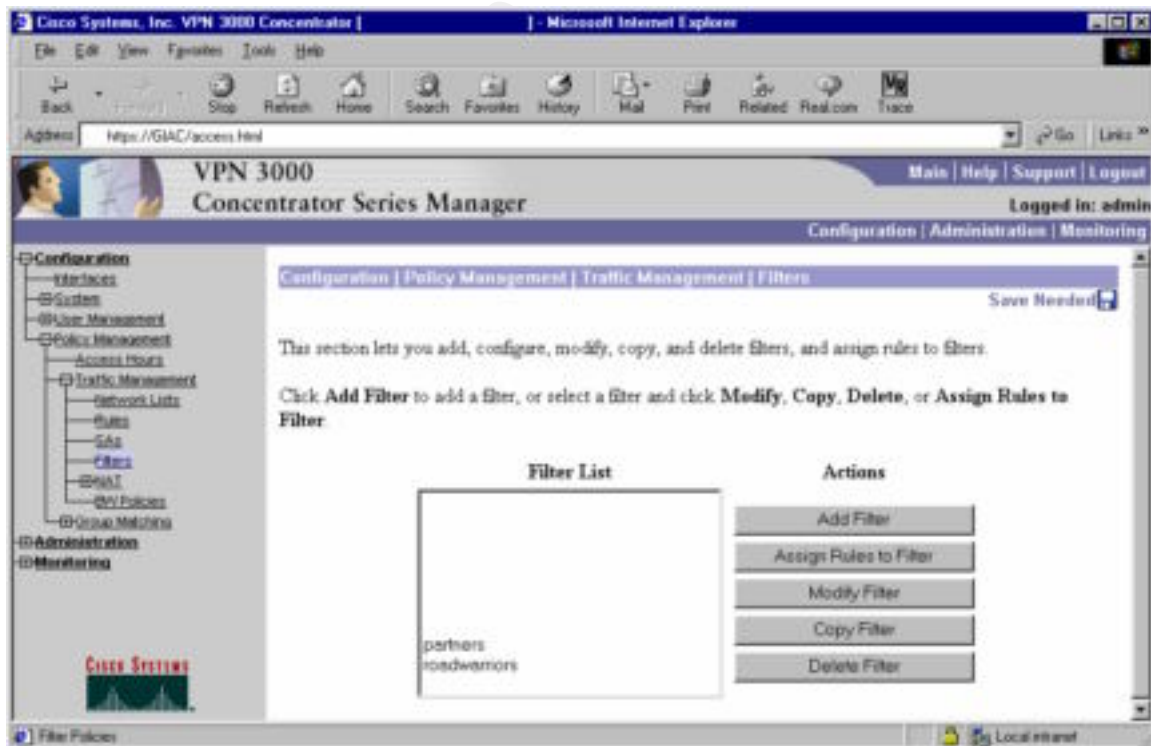 Cisco Systems, Inc. VPN 3000 Concentrator [ ] - Microsoft Internet Explorer
File Edit View Favorites Tools Help
Back Stop Refresh Home Search Favorites History Mail Print Related Real.com Trace
Address https://GIAC/access.html Go Links »
VPN 3000
Concentrator Series Manager
Main | Help | Support | Logout
Logged in: admin
Configuration | Administration | Monitoring
Configuration
Interfaces
System
User Management
Policy Management
Access Hours
Traffic Management
Network Lists
Rules
SAs
Filters
NAT
BW Policies
Group Matching
Administration
Monitoring
Cisco Systems
Configuration | Policy Management | Traffic Management | Filters
Save Needed
This section lets you add, configure, modify, copy, and delete filters, and assign rules to filters.
Click Add Filter to add a filter, or select a filter and click Modify, Copy, Delete, or Assign Rules to
Filter.
Filter List
Actions
partners
roadwarriors
Add Filter
Assign Rules to Filter
Modify Filter
Copy Filter
Delete Filter
Filter Policies
Local intranet